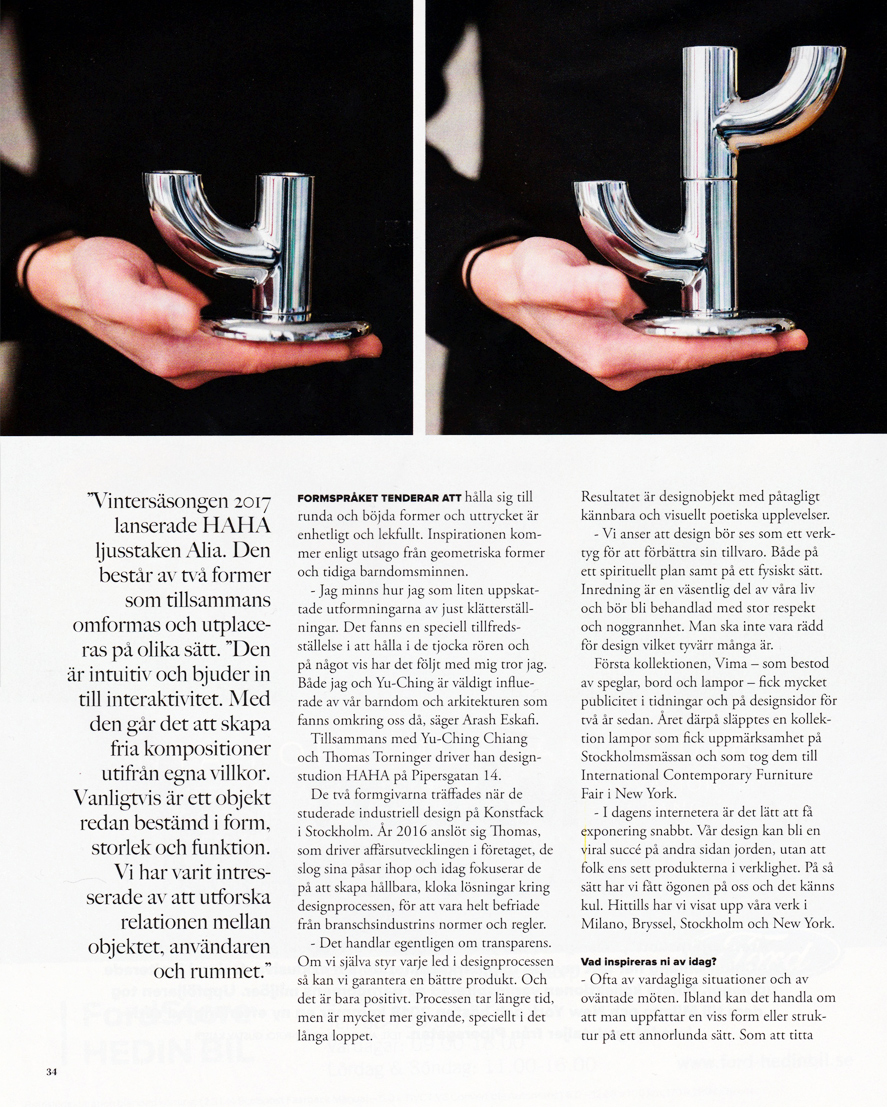 "Vintersäsongen 2017
lanserade HAHA
ljusstaken Alia. Den
består av två former
som tillsammans
omformas och utplace-
ras på olika sätt. "Den
är intuitiv och bjuder in
till interaktivitet. Med
den går det att skapa
fria kompositioner
utifrån egna villkor.
Vanligtvis är ett objekt
redan bestämd i form,
storlek och funktion.
Vi har varit intres-
serade av att utforska
relationen mellan
objektet, användaren
och rummet."
FORMSPRÅKET TENDERAR ATT hålla sig till
runda och böjda former och uttrycket är
enhetligt och lekfullt. Inspirationen kom-
mer enligt utsago från geometriska former
och tidiga barndomsminnen.
- Jag minns hur jag som liten uppskat-
tade utformningarna av just klätterställ-
ningar. Det fanns en speciell tillfreds-
ställelse i att hålla i de tjocka rören och
på något vis har det följt med mig tror jag.
Både jag och Yu-Ching är väldigt influe-
rade av vår barndom och arkitekturen som
fanns omkring oss då, säger Arash Eskafi.
Tillsammans med Yu-Ching Chiang
och Thomas Torninger driver han design-
studion HAHA på Pipersgatan 14.
De två formgivarna träffades när de
studerade industriell design på Konstfack
i Stockholm. År 2016 anslöt sig Thomas,
som driver affärsutvecklingen i företaget, de
slog sina påsar ihop och idag fokuserar de
på att skapa hållbara, kloka lösningar kring
designprocessen, för att vara helt befriade
från branschsindustrins normer och regler.
- Det handlar egentligen om transparens.
Om vi själva styr varje led i designprocessen
så kan vi garantera en bättre produkt. Och
det är bara positivt. Processen tar längre tid,
men är mycket mer givande, speciellt i det
långa loppet.
Resultatet är designobjekt med påtagligt
kännbara och visuellt poetiska upplevelser.
- Vi anser att design bör ses som ett verk-
tyg för att förbättra sin tillvaro. Både på
ett spirituellt plan samt på ett fysiskt sätt.
Inredning är en väsentlig del av våra liv
och bör bli behandlad med stor respekt
och noggrannhet. Man ska inte vara rädd
för design vilket tyvärr många är.
Första kollektionen, Vima – som bestod
av speglar, bord och lampor – fick mycket
publicitet i tidningar och på designsidor för
två år sedan. Året därpå släpptes en kollek-
tion lampor som fick uppmärksamhet på
Stockholmsmässan och som tog dem till
International Contemporary Furniture
Fair i New York.
- I dagens internetera är det lätt att få
exponering snabbt. Vår design kan bli en
viral succé på andra sidan jorden, utan att
folk ens sett produkterna i verklighet. På så
sätt har vi fått ögonen på oss och det känns
kul. Hittills har vi visat upp våra verk i
Milano, Bryssel, Stockholm och New York.
Vad inspireras ni av idag?
- Ofta av vardagliga situationer och av
oväntade möten. Ibland kan det handla om
att man uppfattar en viss form eller struk-
tur på ett annorlunda sätt. Som att titta
34